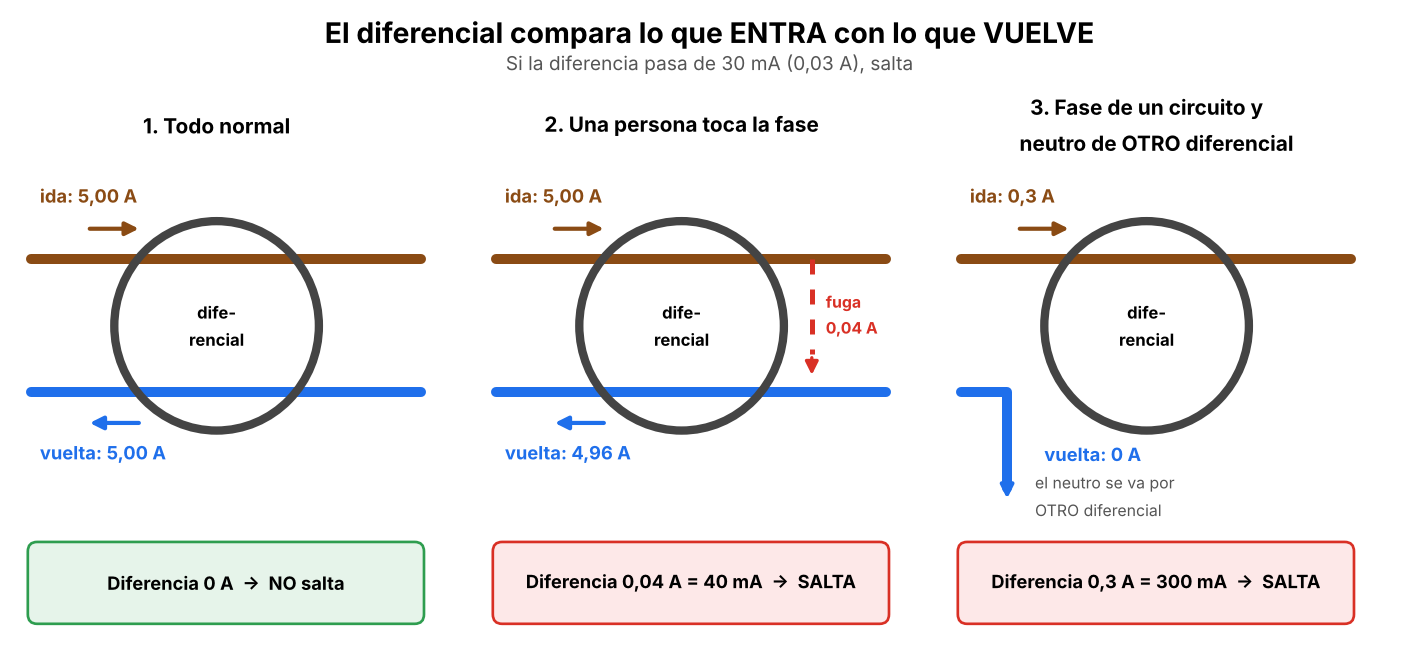 El diferencial compara lo que ENTRA con lo que VUELVE
Si la diferencia pasa de 30 mA (0,03 A), salta
1. Todo normal
ida: 5,00 A
dife-
rencial
vuelta: 5,00 A
Diferencia 0 A → NO salta
2. Una persona toca la fase
ida: 5,00 A
dife-
rencial
fuga
0,04 A
vuelta: 4,96 A
Diferencia 0,04 A = 40 mA → SALTA
3. Fase de un circuito y
neutro de OTRO diferencial
ida: 0,3 A
dife-
rencial
vuelta: 0 A
el neutro se va por
OTRO diferencial
Diferencia 0,3 A = 300 mA → SALTA